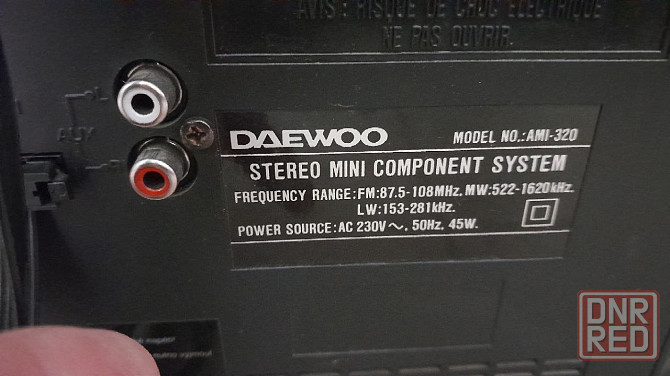 AVIS: RISQUE DE CHOC ELECTRIQUE
NE PAS OUVRIR.
L
AUX
R
DAEWOO
MODEL NO.:AMI-320
STEREO MINI COMPONENT SYSTEM
FREQUENCY RANGE:FM:87.5-108MHz. MW:522-1620kHz.
LW:153-281kHz.
POWER SOURCE:AC 230V～, 50Hz, 45W.
DNR
RED